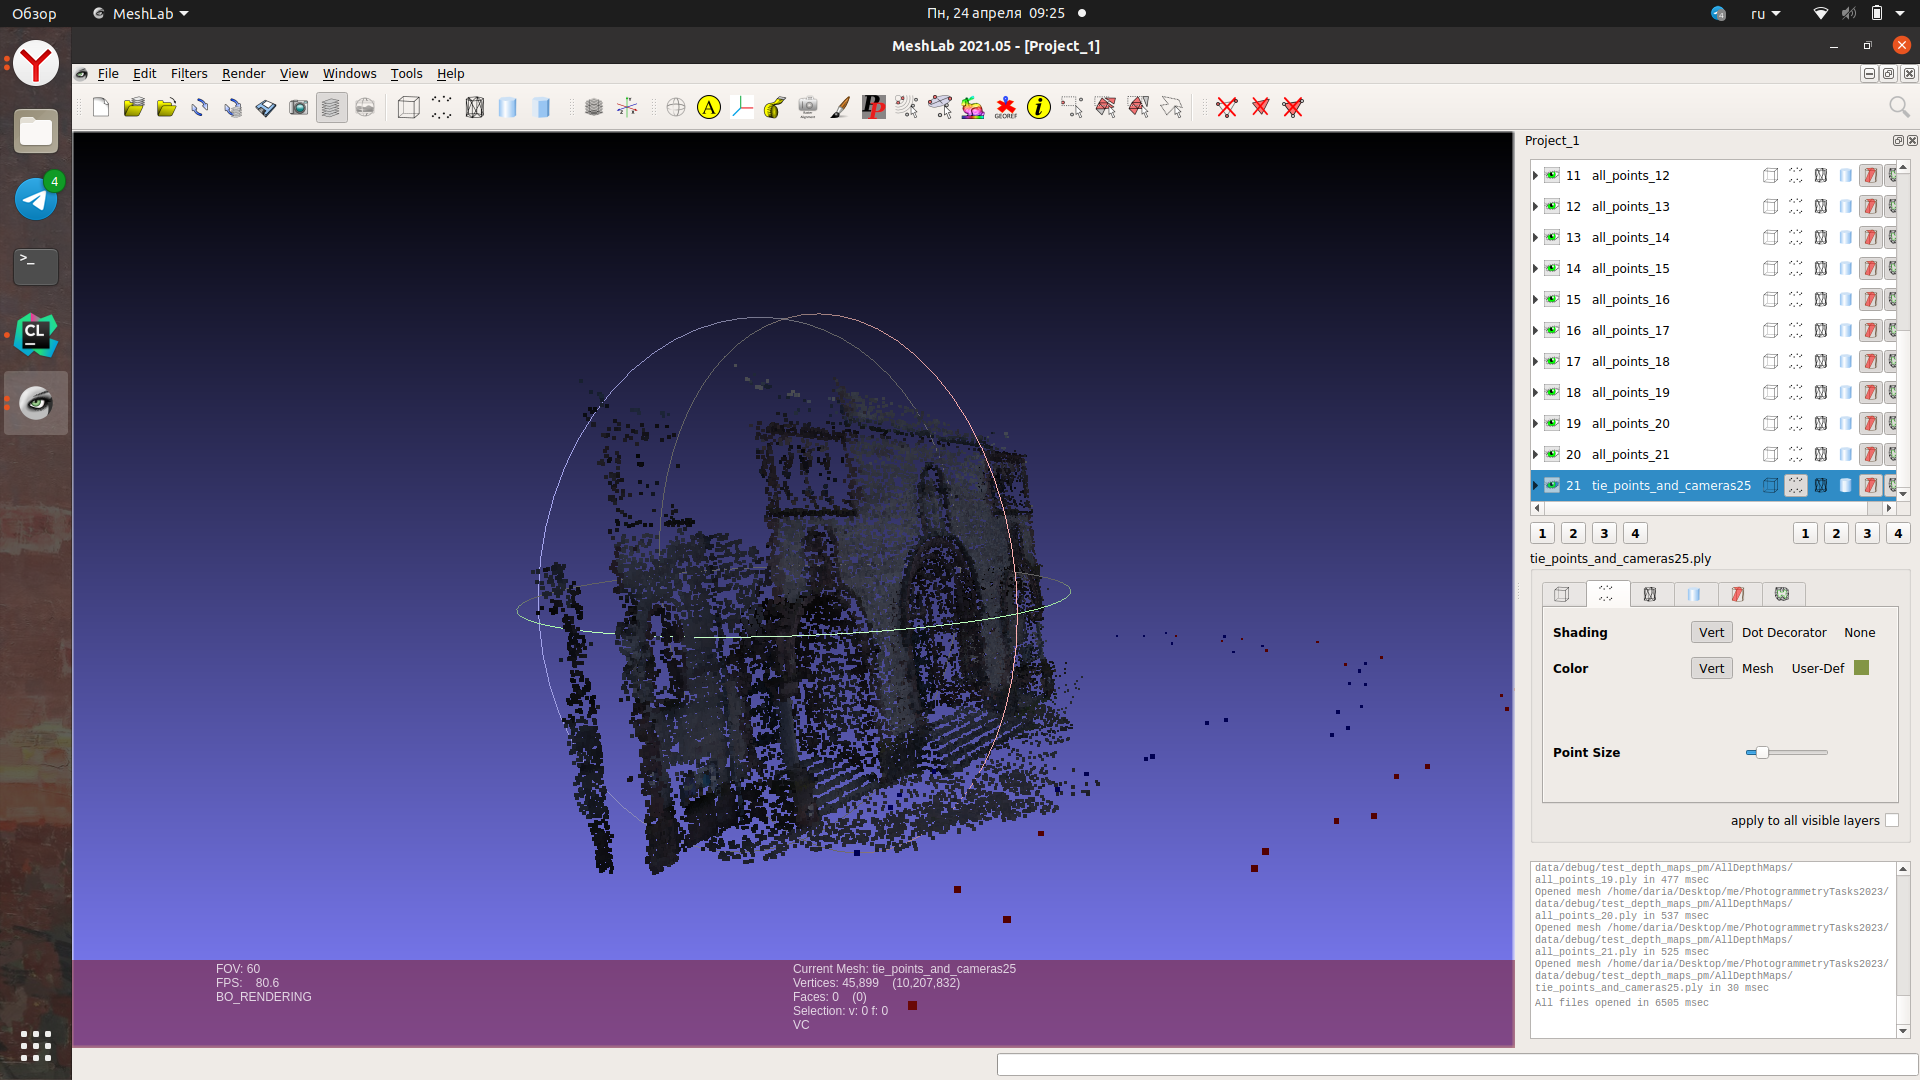 Обзор
MeshLab
Пн, 24 апреля 09:25
4
ru
MeshLab 2021.05 - [Project_1]
File Edit Filters Render View Windows Tools Help
A
PP
GEOREF
i
4
>_
CL
Project_1
11 all_points_12
12 all_points_13
13 all_points_14
14 all_points_15
15 all_points_16
16 all_points_17
17 all_points_18
18 all_points_19
19 all_points_20
20 all_points_21
21 tie_points_and_cameras25
1 2 3 4 1 2 3 4
tie_points_and_cameras25.ply
Shading Vert Dot Decorator None
Color Vert Mesh User-Def
Point Size
apply to all visible layers
data/debug/test_depth_maps_pm/AllDepthMaps/
all_points_19.ply in 477 msec
Opened mesh /home/daria/Desktop/me/PhotogrammetryTasks2023/
data/debug/test_depth_maps_pm/AllDepthMaps/
all_points_20.ply in 537 msec
Opened mesh /home/daria/Desktop/me/PhotogrammetryTasks2023/
data/debug/test_depth_maps_pm/AllDepthMaps/
all_points_21.ply in 525 msec
Opened mesh /home/daria/Desktop/me/PhotogrammetryTasks2023/
data/debug/test_depth_maps_pm/AllDepthMaps/
tie_points_and_cameras25.ply in 30 msec
All files opened in 6505 msec
FOV: 60
FPS: 80.6
BO_RENDERING
Current Mesh: tie_points_and_cameras25
Vertices: 45,899 (10,207,832)
Faces: 0 (0)
Selection: v: 0 f: 0
VC